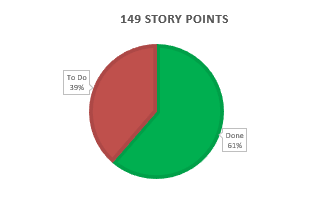 149 STORY POINTS
To Do
39%
Done
61%